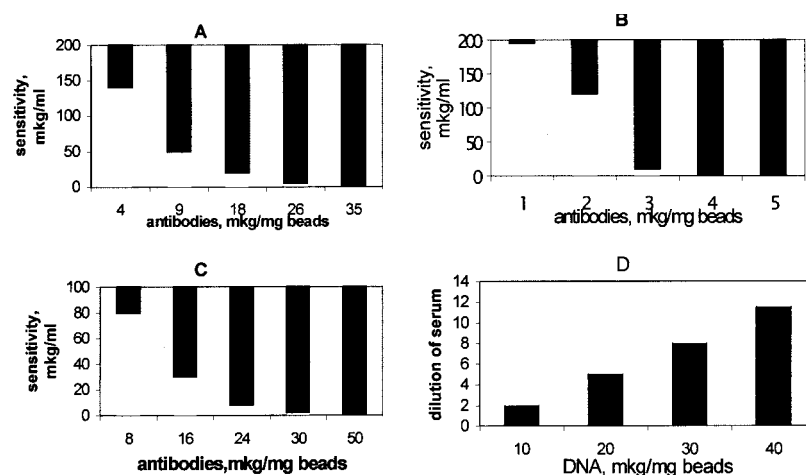 A
sensitivity, mkg/ml
200
150
100
50
0
4 9 18 26 35
antibodies, mkg/mg beads
B
sensitivity, mkg/ml
200
150
100
50
0
1 2 3 4 5
antibodies, mkg/mg beads
C
sensitivity, mkg/ml
100
80
60
40
20
0
8 16 24 30 50
antibodies,mkg/mg beads
D
dilution of serum
14
12
10
8
6
4
2
0
10 20 30 40
DNA, mkg/mg beads